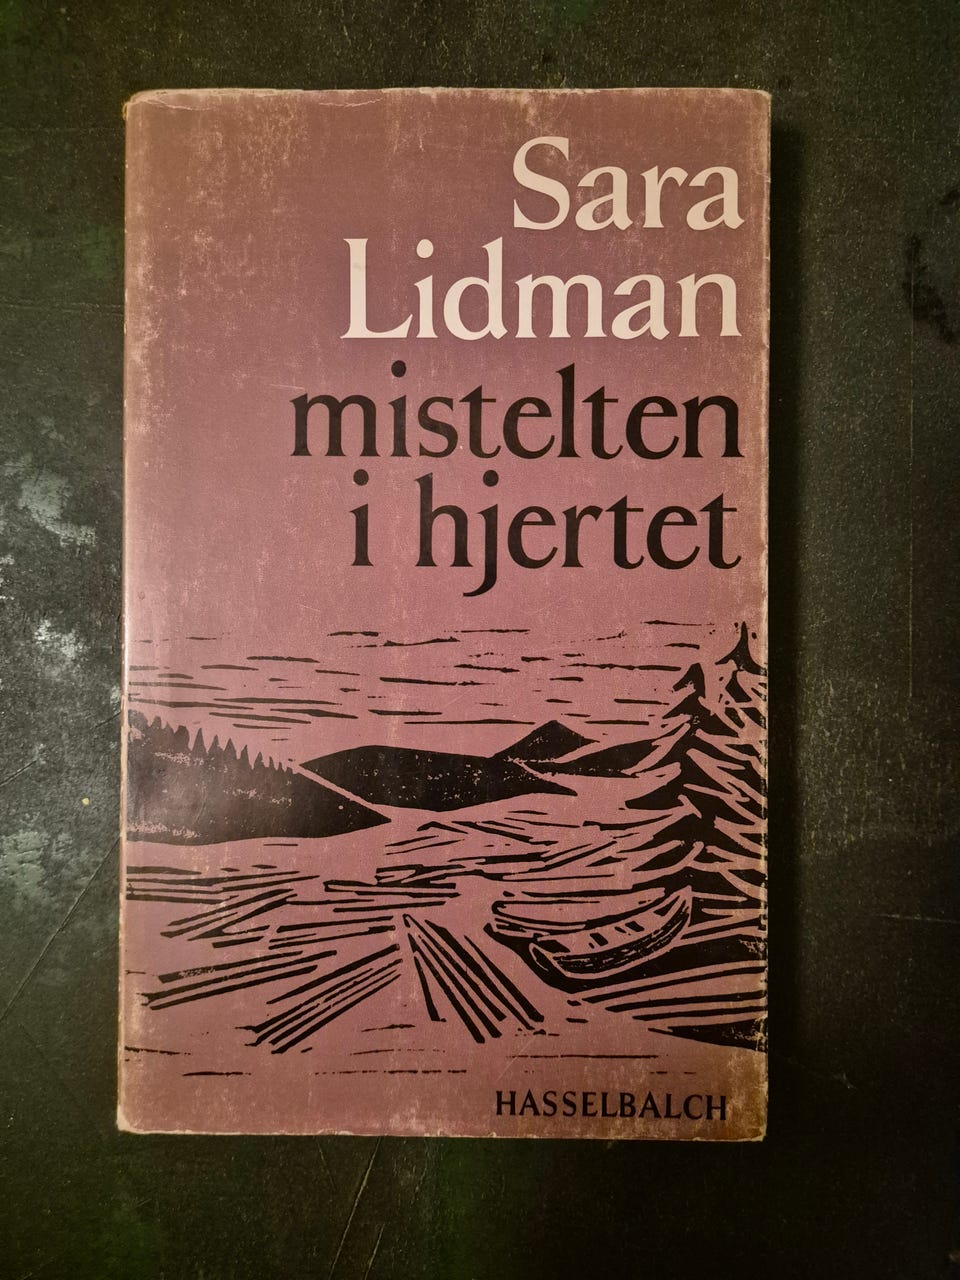 Sara
Lidman
mistelten
i hjertet
HASSELBALCH